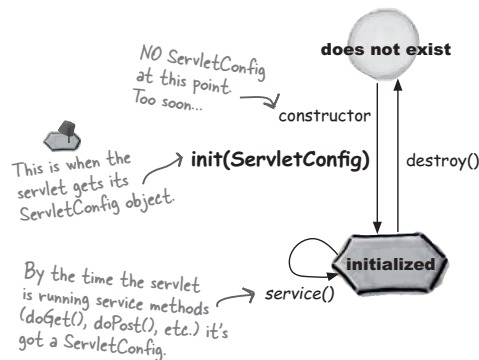 does not exist
NO ServletConfig
at this point.
Too soon...
constructor
This is when the
servlet gets its
ServletConfig object.
init(ServletConfig)
destroy()
initialized
By the time the servlet
is running service methods
(doGet(), doPost(), etc.) it's
got a ServletConfig.
service()